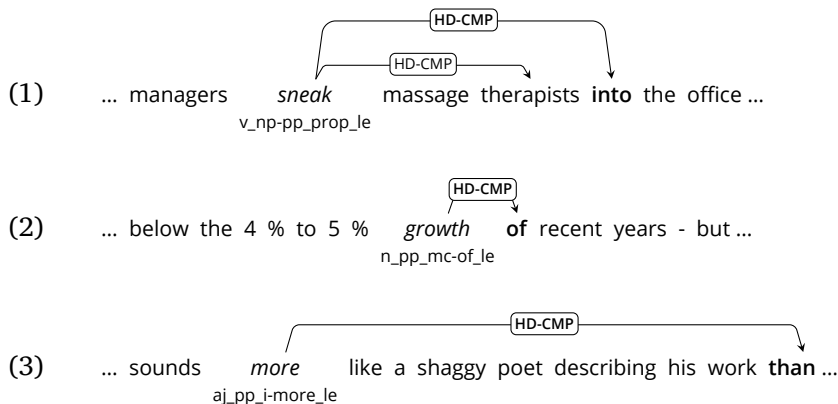 HD-CMP
HD-CMP
(1) ... managers sneak massage therapists into the office ...
v_np-pp_prop_le
HD-CMP
(2) ... below the 4 % to 5 % growth of recent years - but ...
n_pp_mc-of_le
HD-CMP
(3) ... sounds more like a shaggy poet describing his work than ...
aj_pp_i-more_le